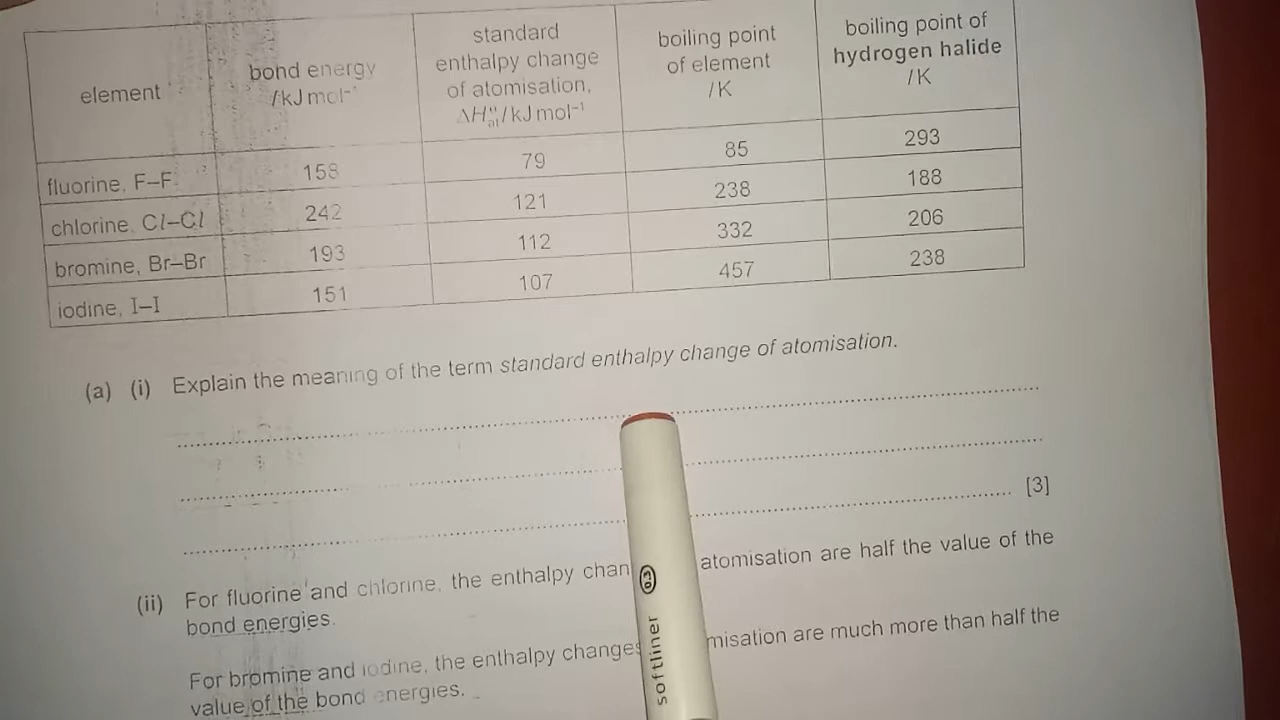 element
bond energy
/kJ mol⁻¹
standard
enthalpy change
of atomisation,
ΔH at /kJ mol⁻¹
boiling point
of element
/K
boiling point of
hydrogen halide
/K
fluorine, F–F 158 79 85 293
chlorine, Cl–Cl 242 121 238 188
bromine, Br–Br 193 112 332 206
iodine, I–I 151 107 457 238
(a) (i) Explain the meaning of the term standard enthalpy change of atomisation.
[3]
(ii) For fluorine and chlorine, the enthalpy chan atomisation are half the value of the
bond energies.
For bromine and iodine, the enthalpy changes misation are much more than half the
value of the bond energies.
softliner 0.3